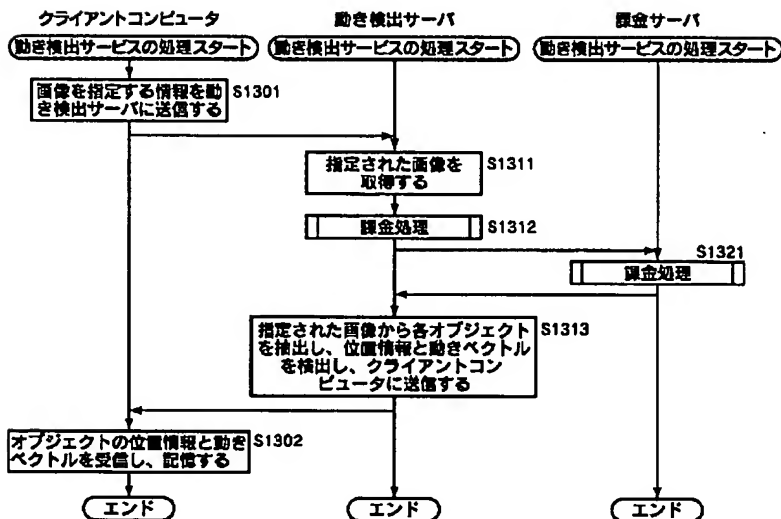 クライアントコンピュータ
動き検出サーバ
課金サーバ
動き検出サービスの処理スタート
動き検出サービスの処理スタート
動き検出サービスの処理スタート
画像を指定する情報を動
き検出サーバに送信する
S1301
指定された画像を
取得する
S1311
課金処理
S1312
S1321
課金処理
指定された画像から各オブジェクト
を抽出し、位置情報と動きベクトル
を検出し、クライアントコン
ピュータに送信する
S1313
オブジェクトの位置情報と動き
ベクトルを受信し、記憶する
S1302
エンド
エンド
エンド